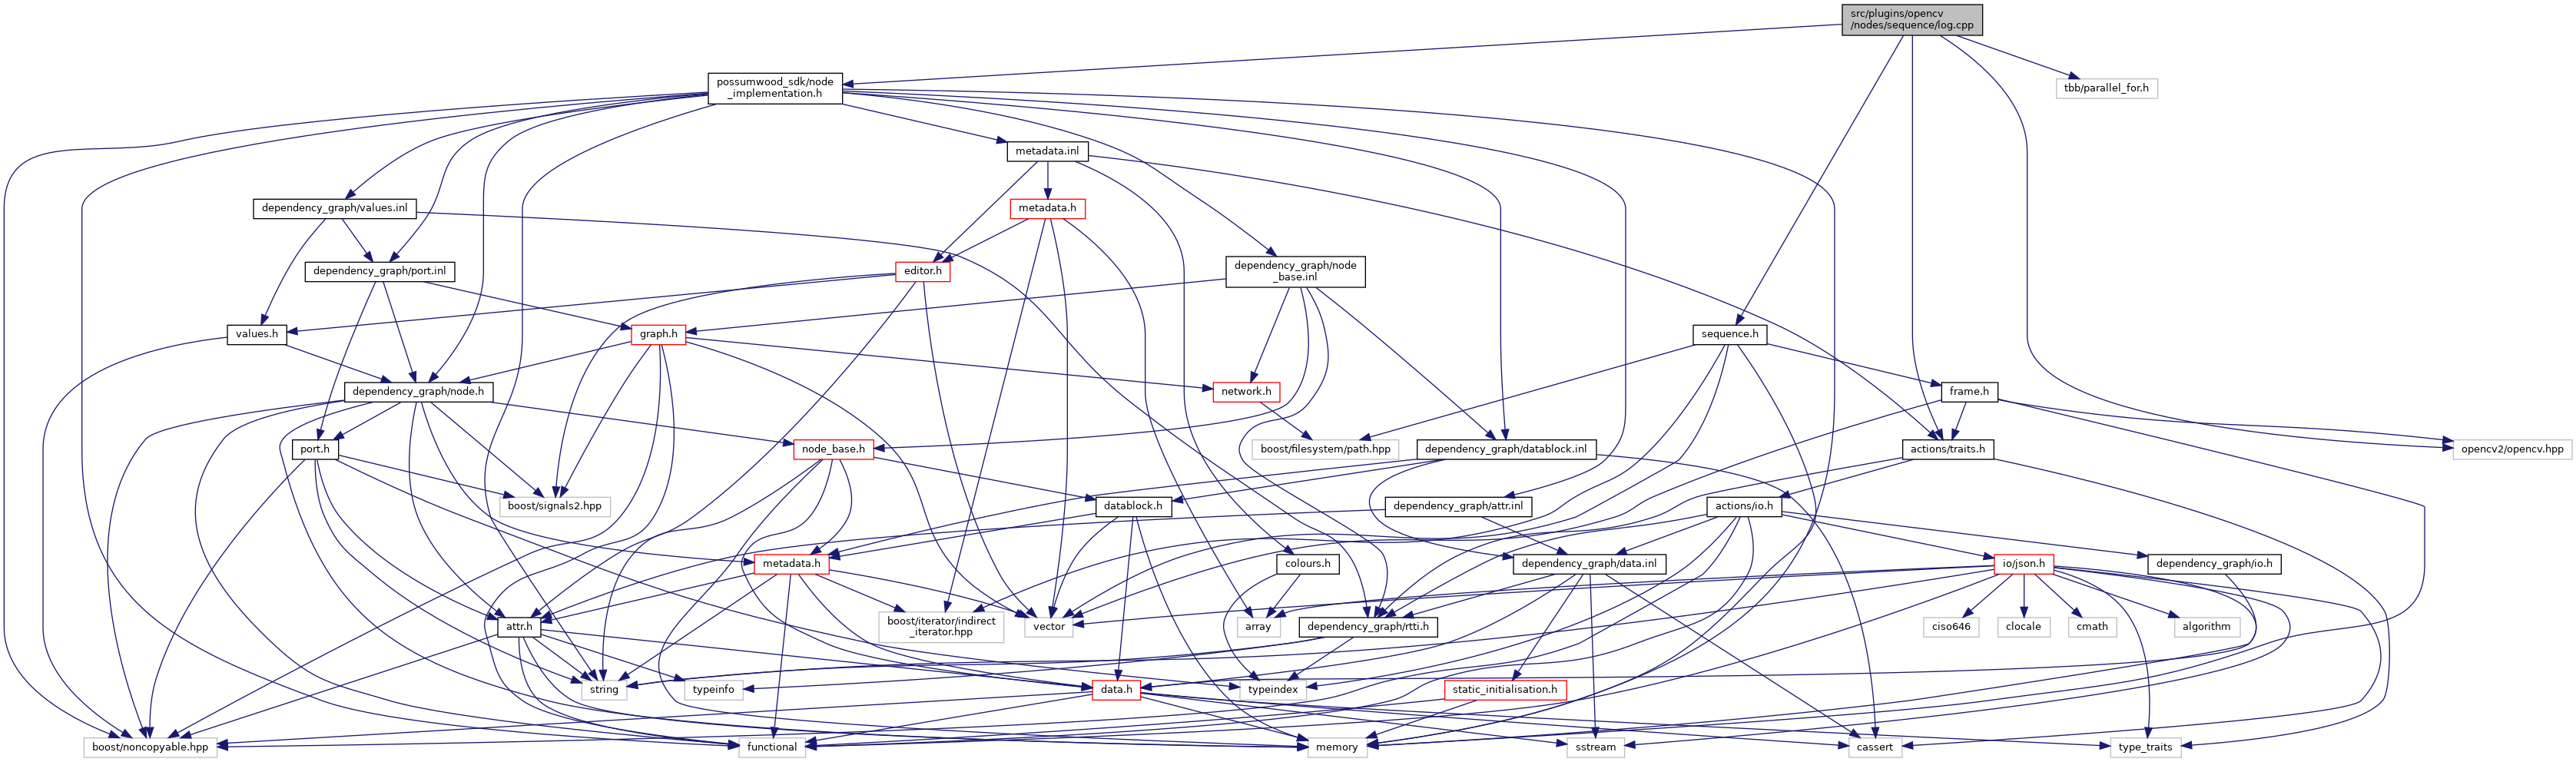 src/plugins/opencv
/nodes/sequence/log.cpp
possumwood_sdk/node
_implementation.h
tbb/parallel_for.h
metadata.inl
dependency_graph/values.inl
metadata.h
dependency_graph/port.inl
editor.h
dependency_graph/node
_base.inl
values.h
graph.h
sequence.h
dependency_graph/node.h
network.h
frame.h
port.h
node_base.h
boost/filesystem/path.hpp
dependency_graph/datablock.inl
actions/traits.h
opencv2/opencv.hpp
boost/signals2.hpp
datablock.h
dependency_graph/attr.inl
actions/io.h
metadata.h
colours.h
dependency_graph/data.inl
io/json.h
dependency_graph/io.h
attr.h
boost/iterator/indirect
_iterator.hpp
vector
array
dependency_graph/rtti.h
ciso646
clocale
cmath
algorithm
string
typeinfo
data.h
typeindex
static_initialisation.h
boost/noncopyable.hpp
functional
memory
sstream
cassert
type_traits